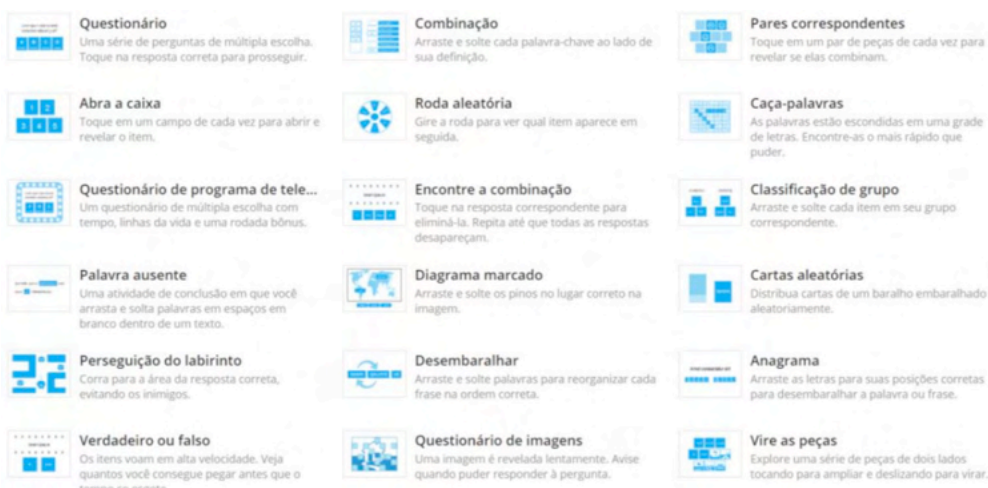 Questionário
Uma série de perguntas de múltipla escolha.
Toque na resposta correta para prosseguir.
Combinação
Arraste e solte cada palavra-chave ao lado de
sua definição.
Pares correspondentes
Toque em um par de peças de cada vez para
revelar se elas combinam.
Abra a caixa
Toque em um campo de cada vez para abrir e
revelar o item.
Roda aleatória
Gire a roda para ver qual item aparece em
seguida.
Caça-palavras
As palavras estão escondidas em uma grade
de letras. Encontre-as o mais rápido que
puder.
Questionário de programa de tele...
Um questionário de múltipla escolha com
tempo, linhas da vida e uma rodada bônus.
Encontre a combinação
Toque na resposta correspondente para
eliminá-la. Repita até que todas as respostas
desapareçam.
Classificação de grupo
Arraste e solte cada item em seu grupo
correspondente.
Palavra ausente
Uma atividade de conclusão em que você
arrasta e solta palavras em espaços em
branco dentro de um texto.
Diagrama marcado
Arraste e solte os pinos no lugar correto na
imagem.
Cartas aleatórias
Distribua cartas de um baralho embaralhado
aleatoriamente.
Perseguição do labirinto
Corra para a área da resposta correta,
evitando os inimigos.
Desembaralhar
Arraste e solte palavras para reorganizar cada
frase na ordem correta.
Anagrama
Arraste as letras para suas posições corretas
para desembaralhar a palavra ou frase.
Verdadeiro ou falso
Os itens voam em alta velocidade. Veja
quantos você consegue pegar antes que o
Questionário de imagens
Uma imagem é revelada lentamente. Avise
quando puder responder à pergunta.
Vire as peças
Explore uma série de peças de dois lados
tocando para ampliar e deslizando para virar.